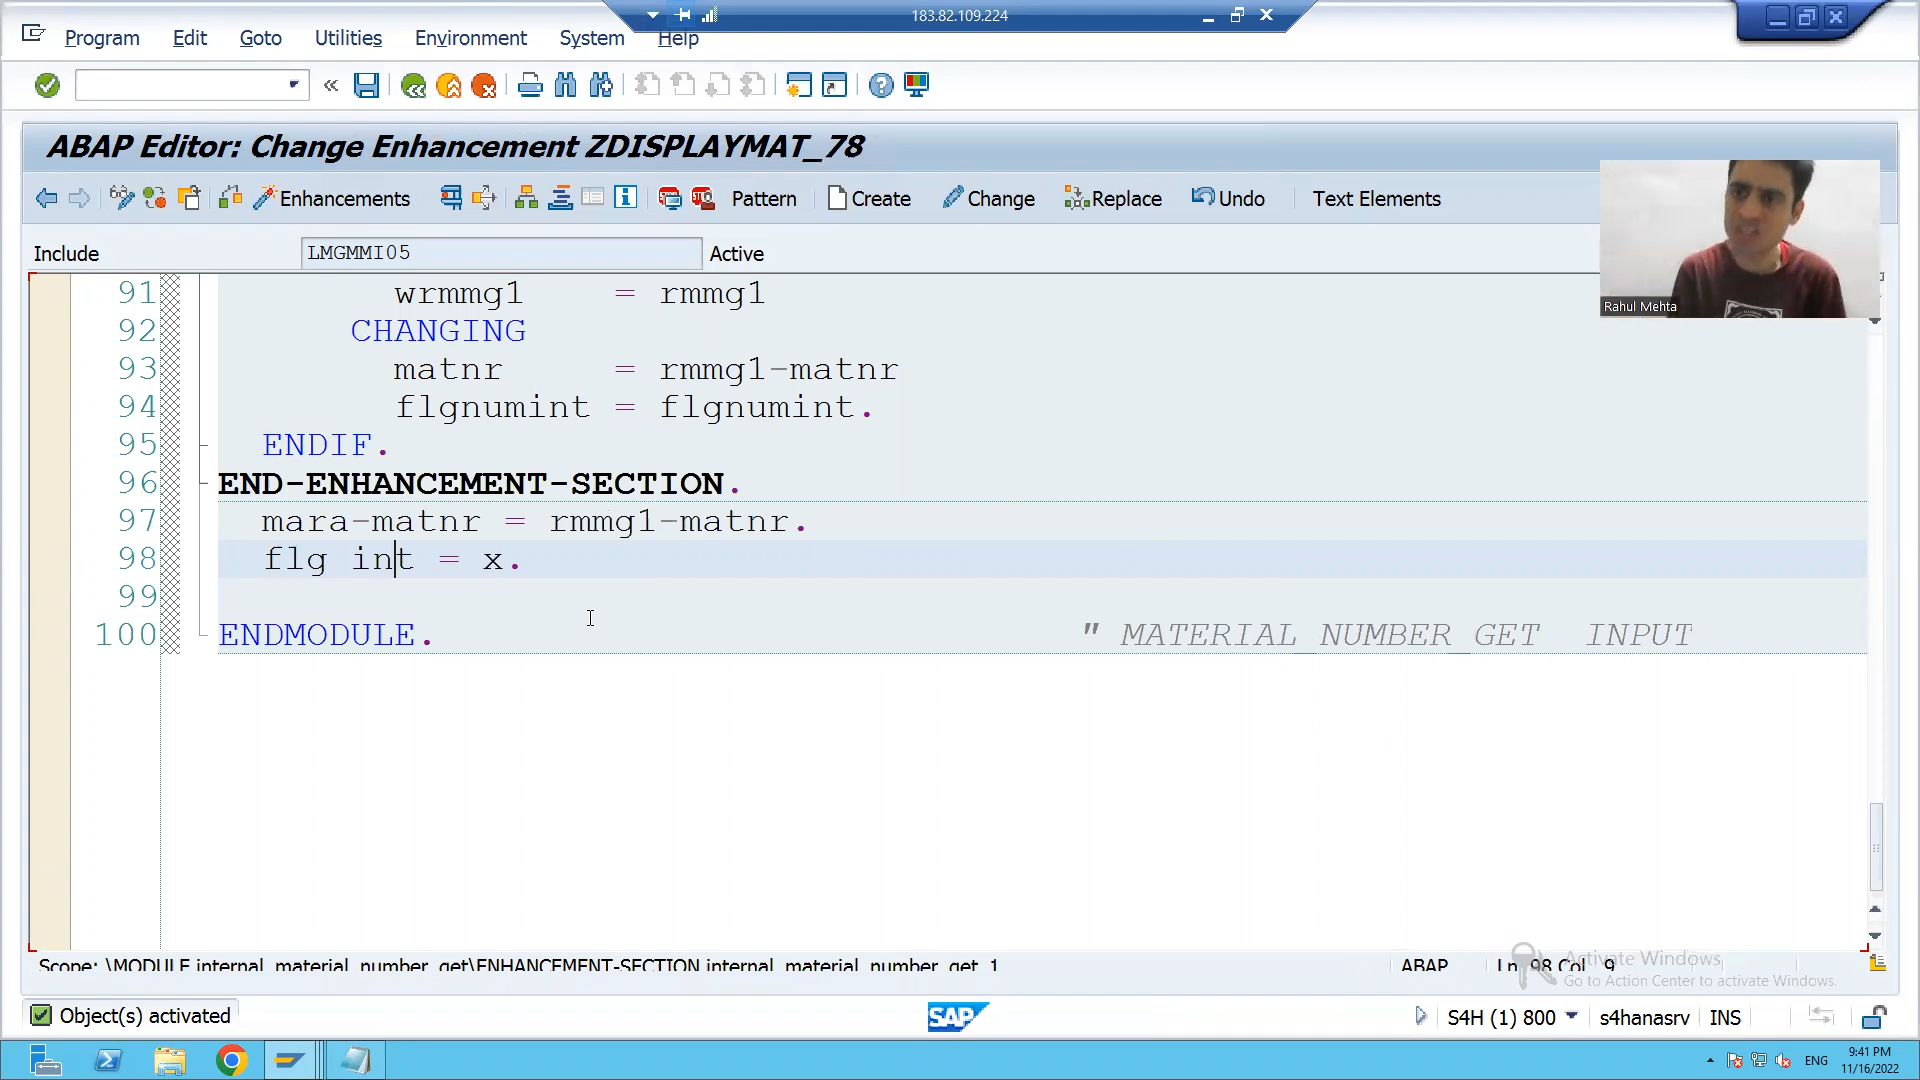 183.82.109.224
Program Edit Goto Utilities Environment System Help
ABAP Editor: Change Enhancement ZDISPLAYMAT_78
Enhancements Pattern Create Change Replace Undo Text Elements
Include LMGMMI05 Active
Rahul Mehta
91 wrmmg1 = rmmg1
92 CHANGING
93 matnr = rmmg1-matnr
94 flgnumint = flgnumint.
95 ENDIF.
96 END-ENHANCEMENT-SECTION.
97 mara-matnr = rmmg1-matnr.
98 flg int = x.
99
100 ENDMODULE. " MATERIAL_NUMBER_GET INPUT
Scope: \MODULE internal_material_number_get\ENHANCEMENT-SECTION internal_material_number_get_1 ABAP Ln 98 Col 9
Activate Windows
Go to Action Center to activate Windows.
Object(s) activated SAP S4H (1) 800 s4hanasrv INS
ENG 9:41 PM
11/16/2022